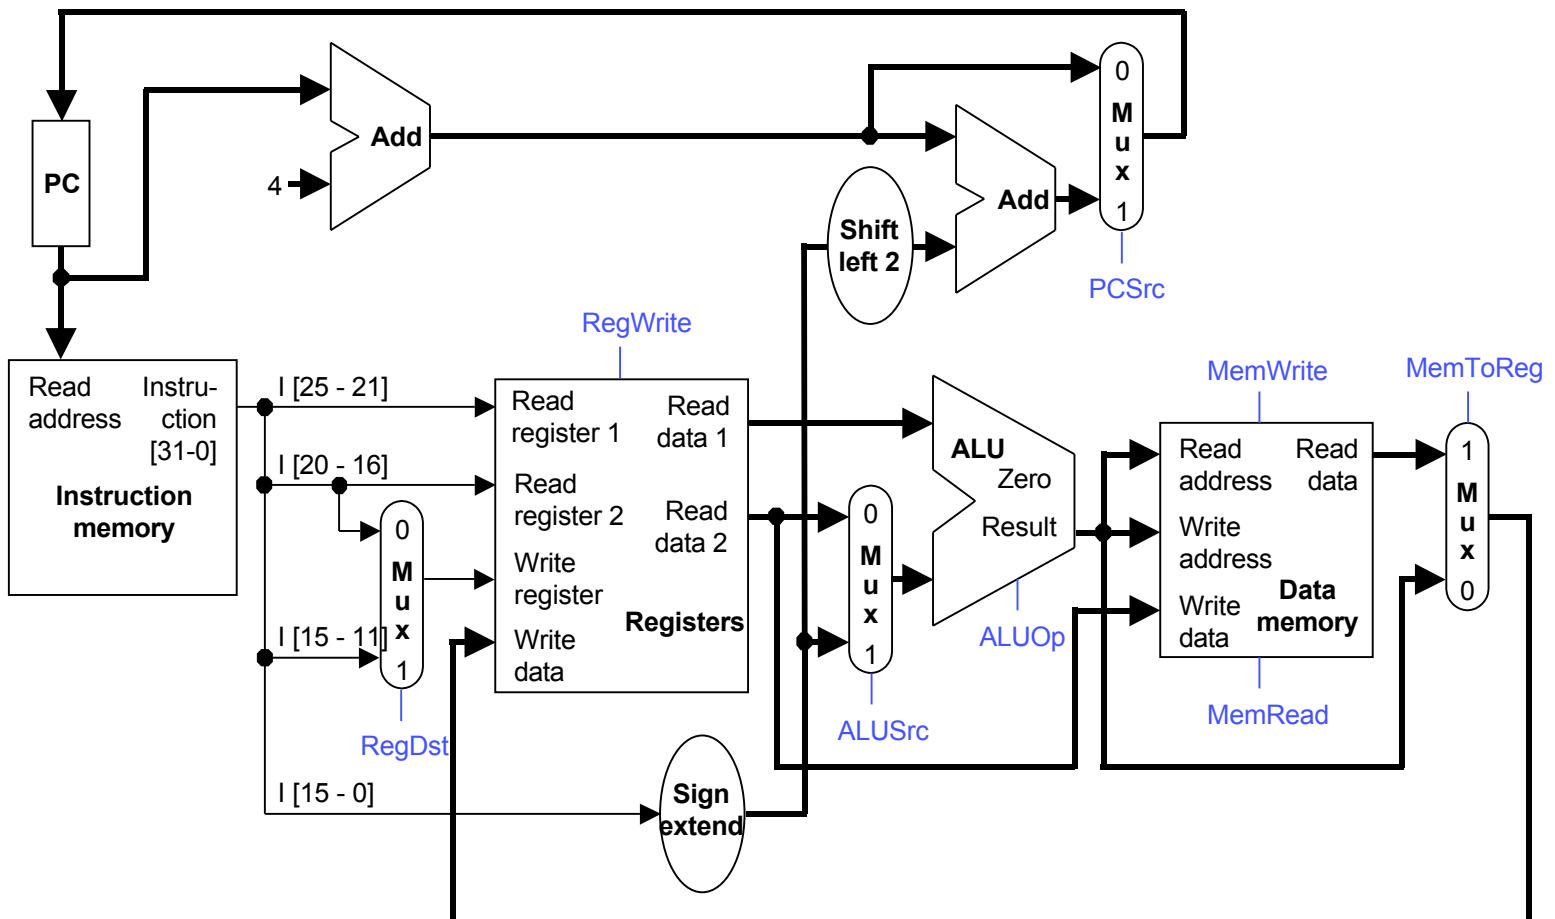 0
M
u
x
1
PCSrc
Add
4
PC
Add
Shift
left 2
RegWrite
Read
address
Instru-
ction
[31-0]
Instruction
memory
I [25 - 21]
I [20 - 16]
I [15 - 11]
I [15 - 0]
0
M
u
x
1
RegDst
Read
register 1
Read
data 1
Read
register 2
Read
data 2
Write
register
Registers
Write
data
Sign
extend
0
M
u
x
1
ALUSrc
ALU
Zero
Result
ALUOp
MemWrite
Read
address
Read
data
Write
address
Write
data
Data
memory
MemRead
MemToReg
1
M
u
x
0